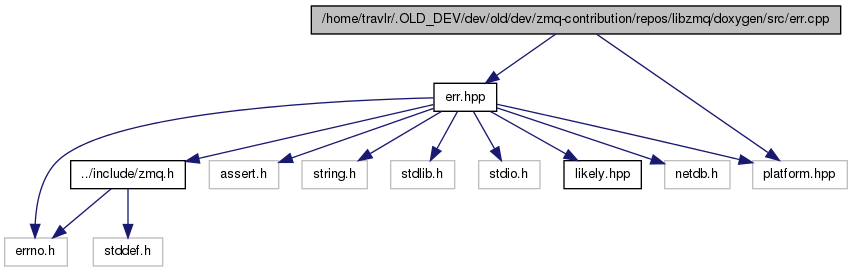 /home/travlr/.OLD_DEV/dev/old/dev/zmq-contribution/repos/libzmq/doxygen/src/err.cpp
err.hpp
../include/zmq.h
assert.h
string.h
stdlib.h
stdio.h
likely.hpp
netdb.h
platform.hpp
errno.h
stddef.h